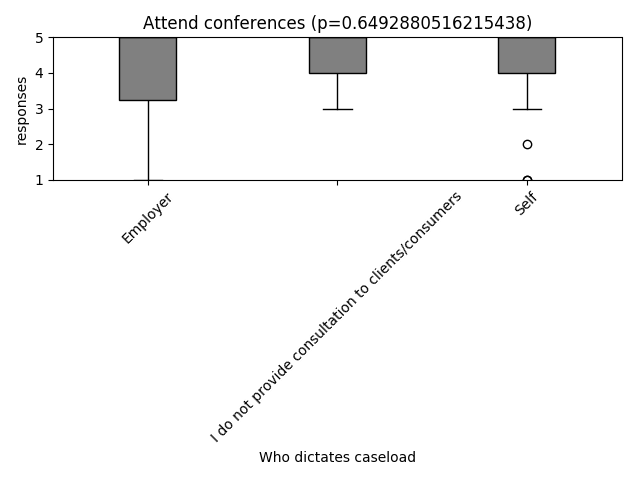 Attend conferences (p=0.6492880516215438)
responses
5
4
3
2
1
Employer
I do not provide consultation to clients/consumers
Self
Who dictates caseload